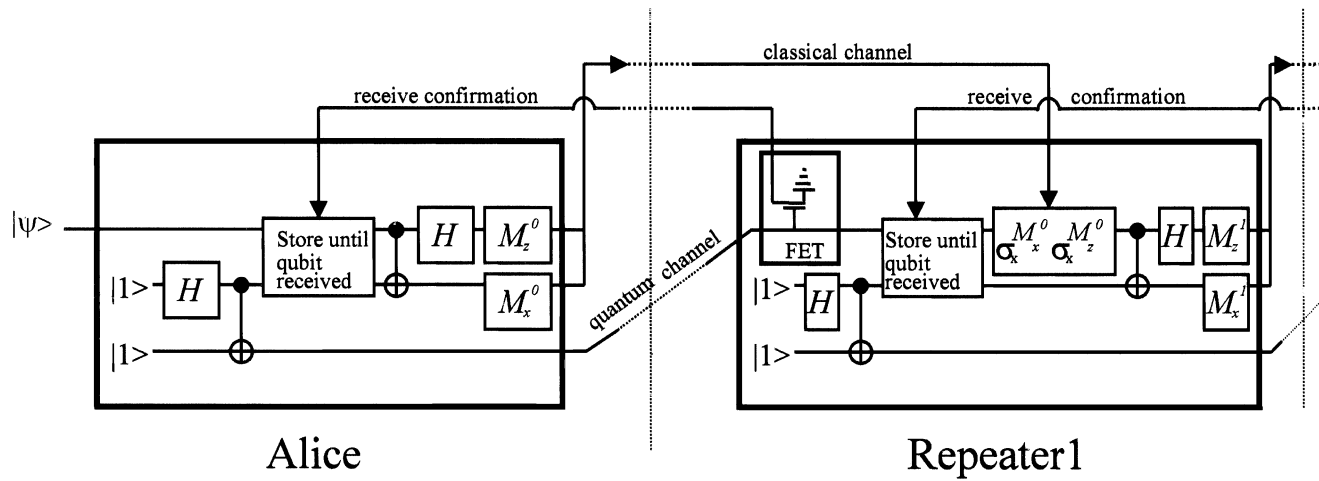 classical channel
receive confirmation
receive confirmation
|ψ>
Store until
qubit
received
H
M_z^0
|1>
H
M_x^0
|1>
quantum channel
FET
Store until
qubit
received
σ_x^{M_x^0} σ_x^{M_z^0}
H
M_z^1
|1>
H
M_x^1
|1>
Alice
Repeater1